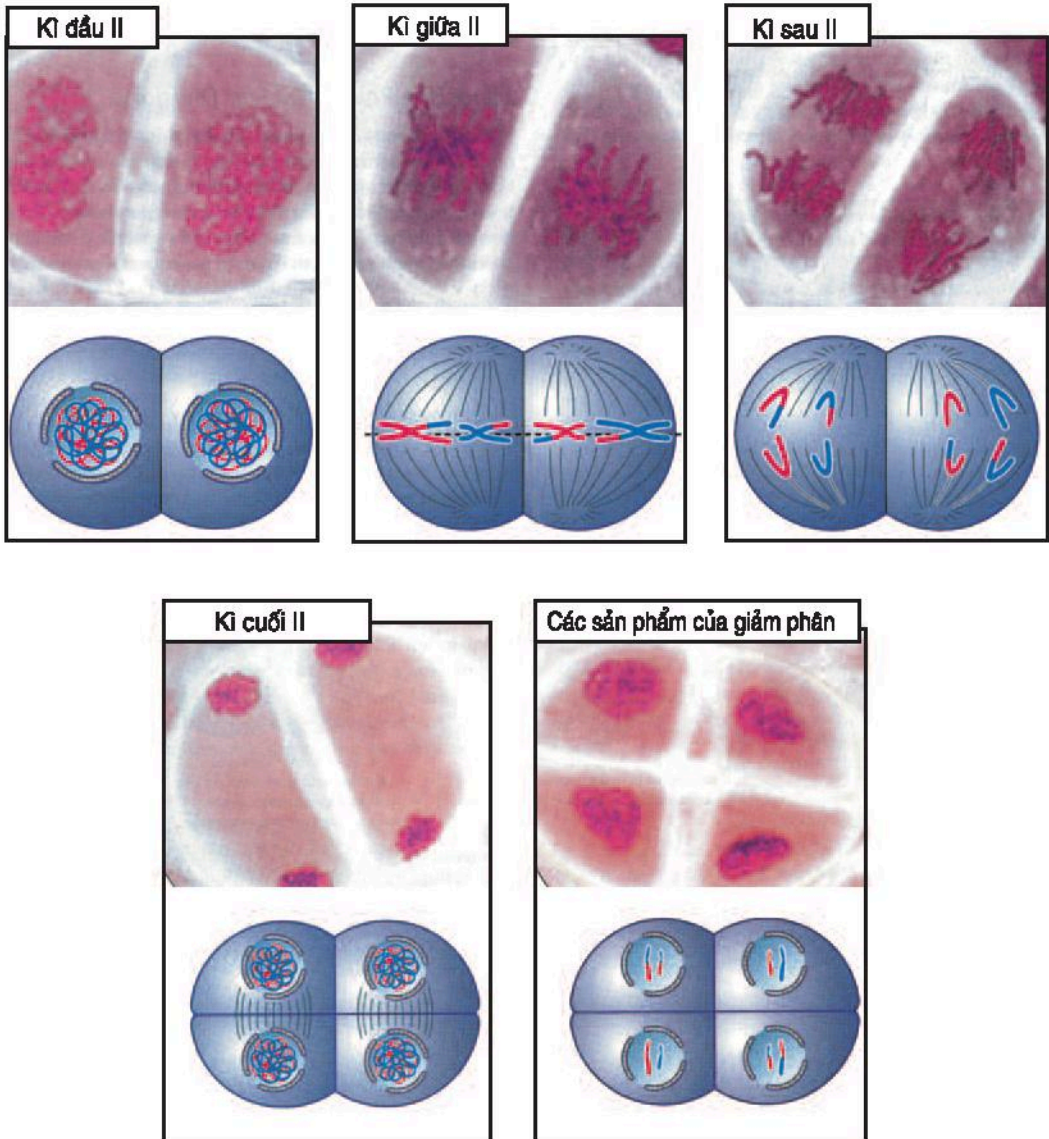 Kì đầu II
Kì giữa II
Kì sau II
Kì cuối II
Các sản phẩm của giảm phân